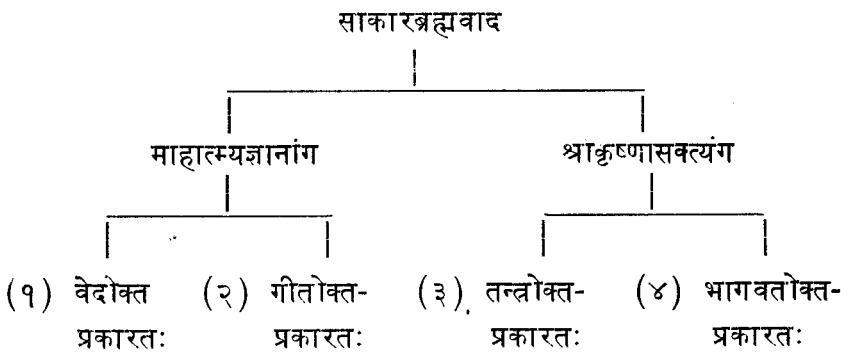 साकारब्रह्मवाद
माहात्म्यज्ञानांग श्राकृष्णासक्त्यंग
(१) वेदोक्त (२) गीतोक्त- (३) तन्त्रोक्त- (४) भागवतोक्त-
प्रकारतः प्रकारतः प्रकारतः प्रकारतः